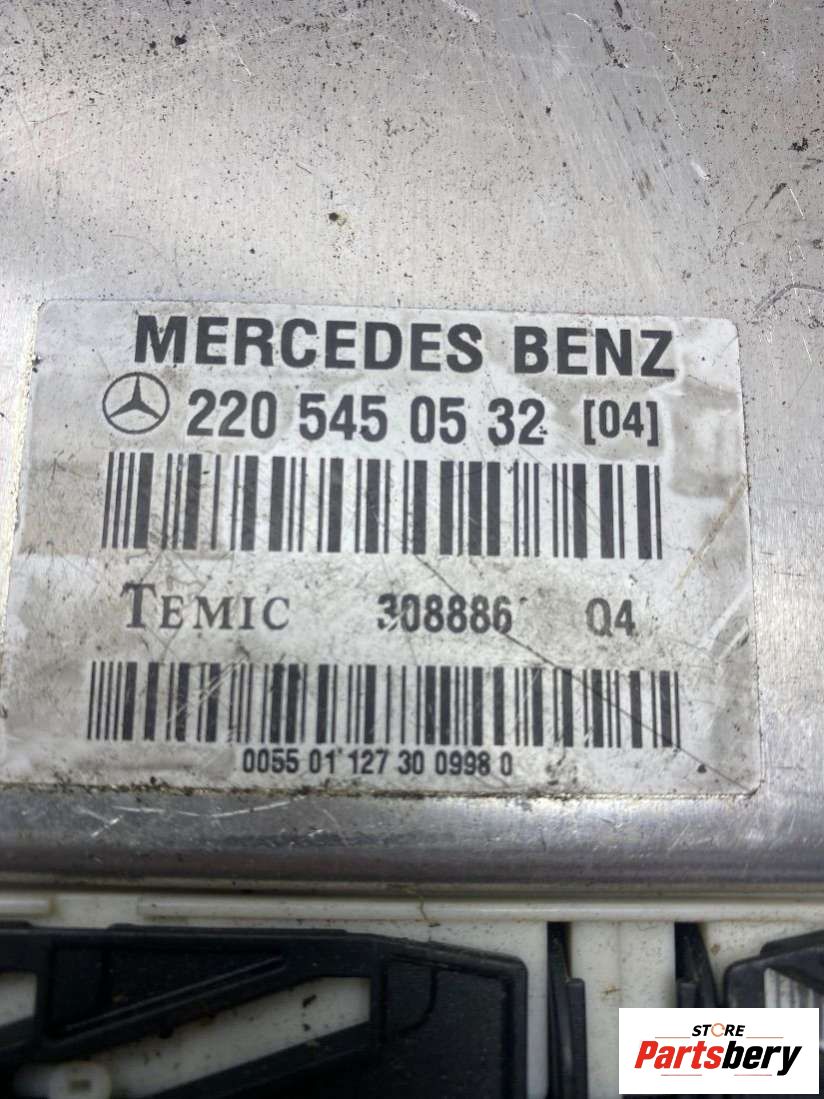 MERCEDES BENZ
220 545 05 32 [04]
TEMIC 308886 Q4
0055 01 127 30 0998 0
STORE
Partsbery